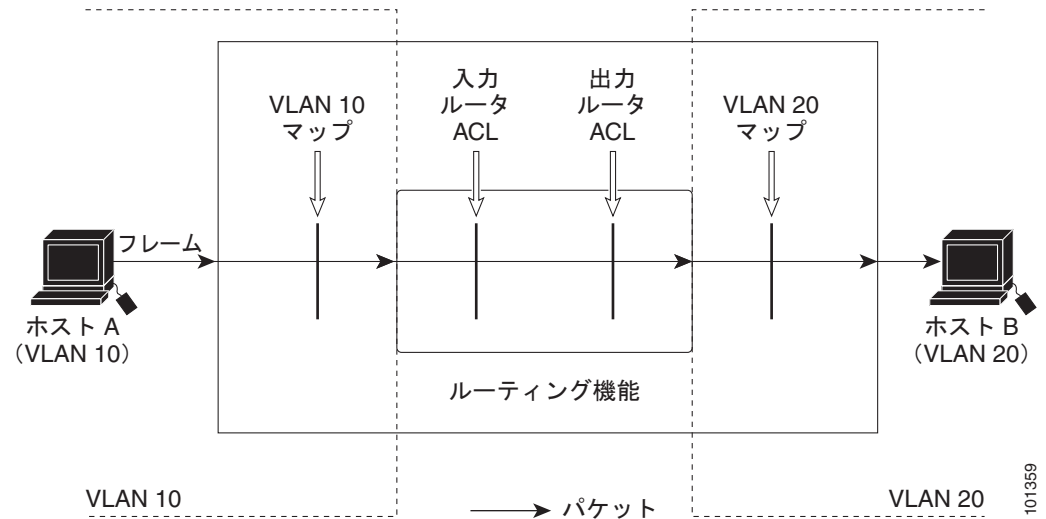 VLAN 10
マップ
入力
ルータ
ACL
出力
ルータ
ACL
VLAN 20
マップ
フレーム
ホスト A
（VLAN 10）
ホスト B
（VLAN 20）
ルーティング機能
VLAN 10
パケット
VLAN 20
101359